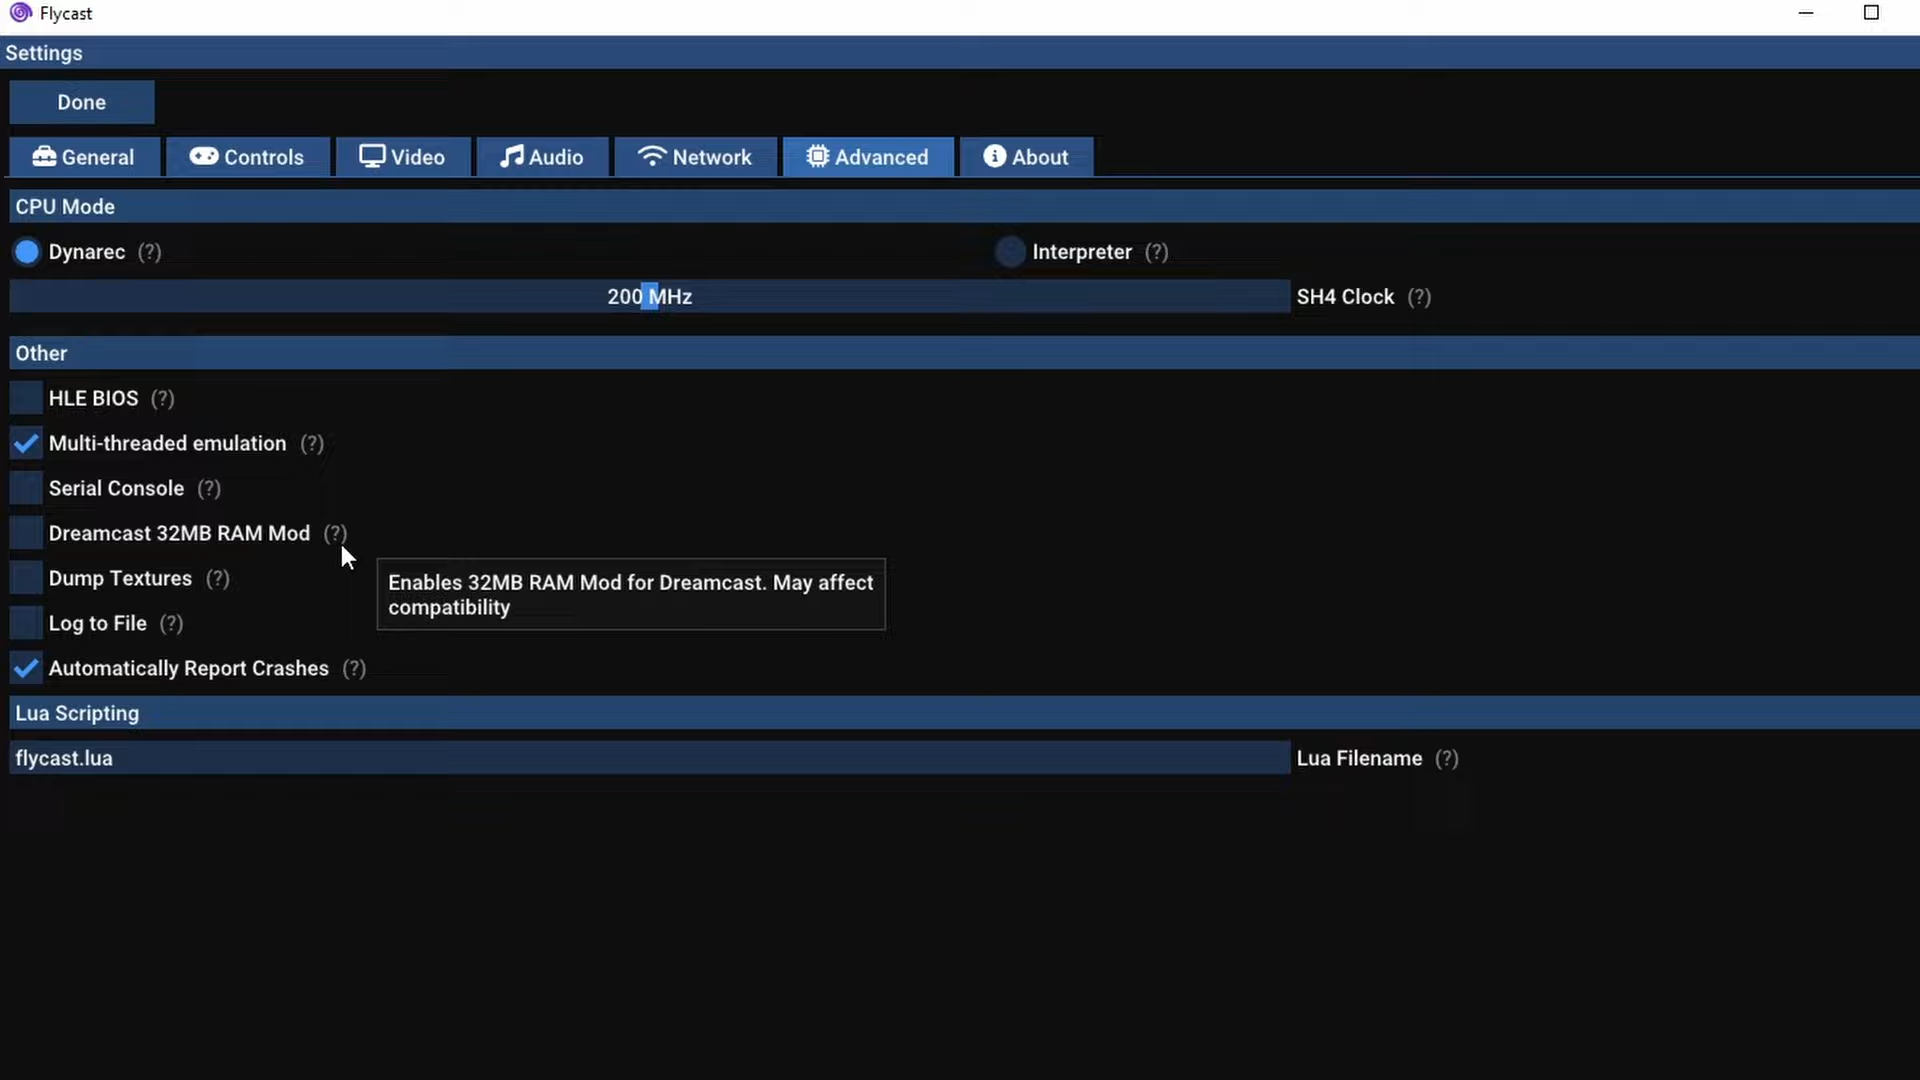 Flycast
Settings
Done
General Controls Video Audio Network Advanced About
CPU Mode
Dynarec (?) Interpreter (?)
200 MHz SH4 Clock (?)
Other
HLE BIOS (?)
Multi-threaded emulation (?)
Serial Console (?)
Dreamcast 32MB RAM Mod (?)
Enables 32MB RAM Mod for Dreamcast. May affect
compatibility
Dump Textures (?)
Log to File (?)
Automatically Report Crashes (?)
Lua Scripting
flycast.lua Lua Filename (?)